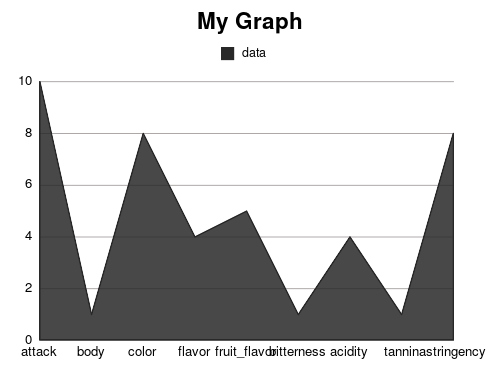 My Graph
data
10
8
6
4
2
0
attack body color flavor fruit_flavor bitterness acidity tannin astringency